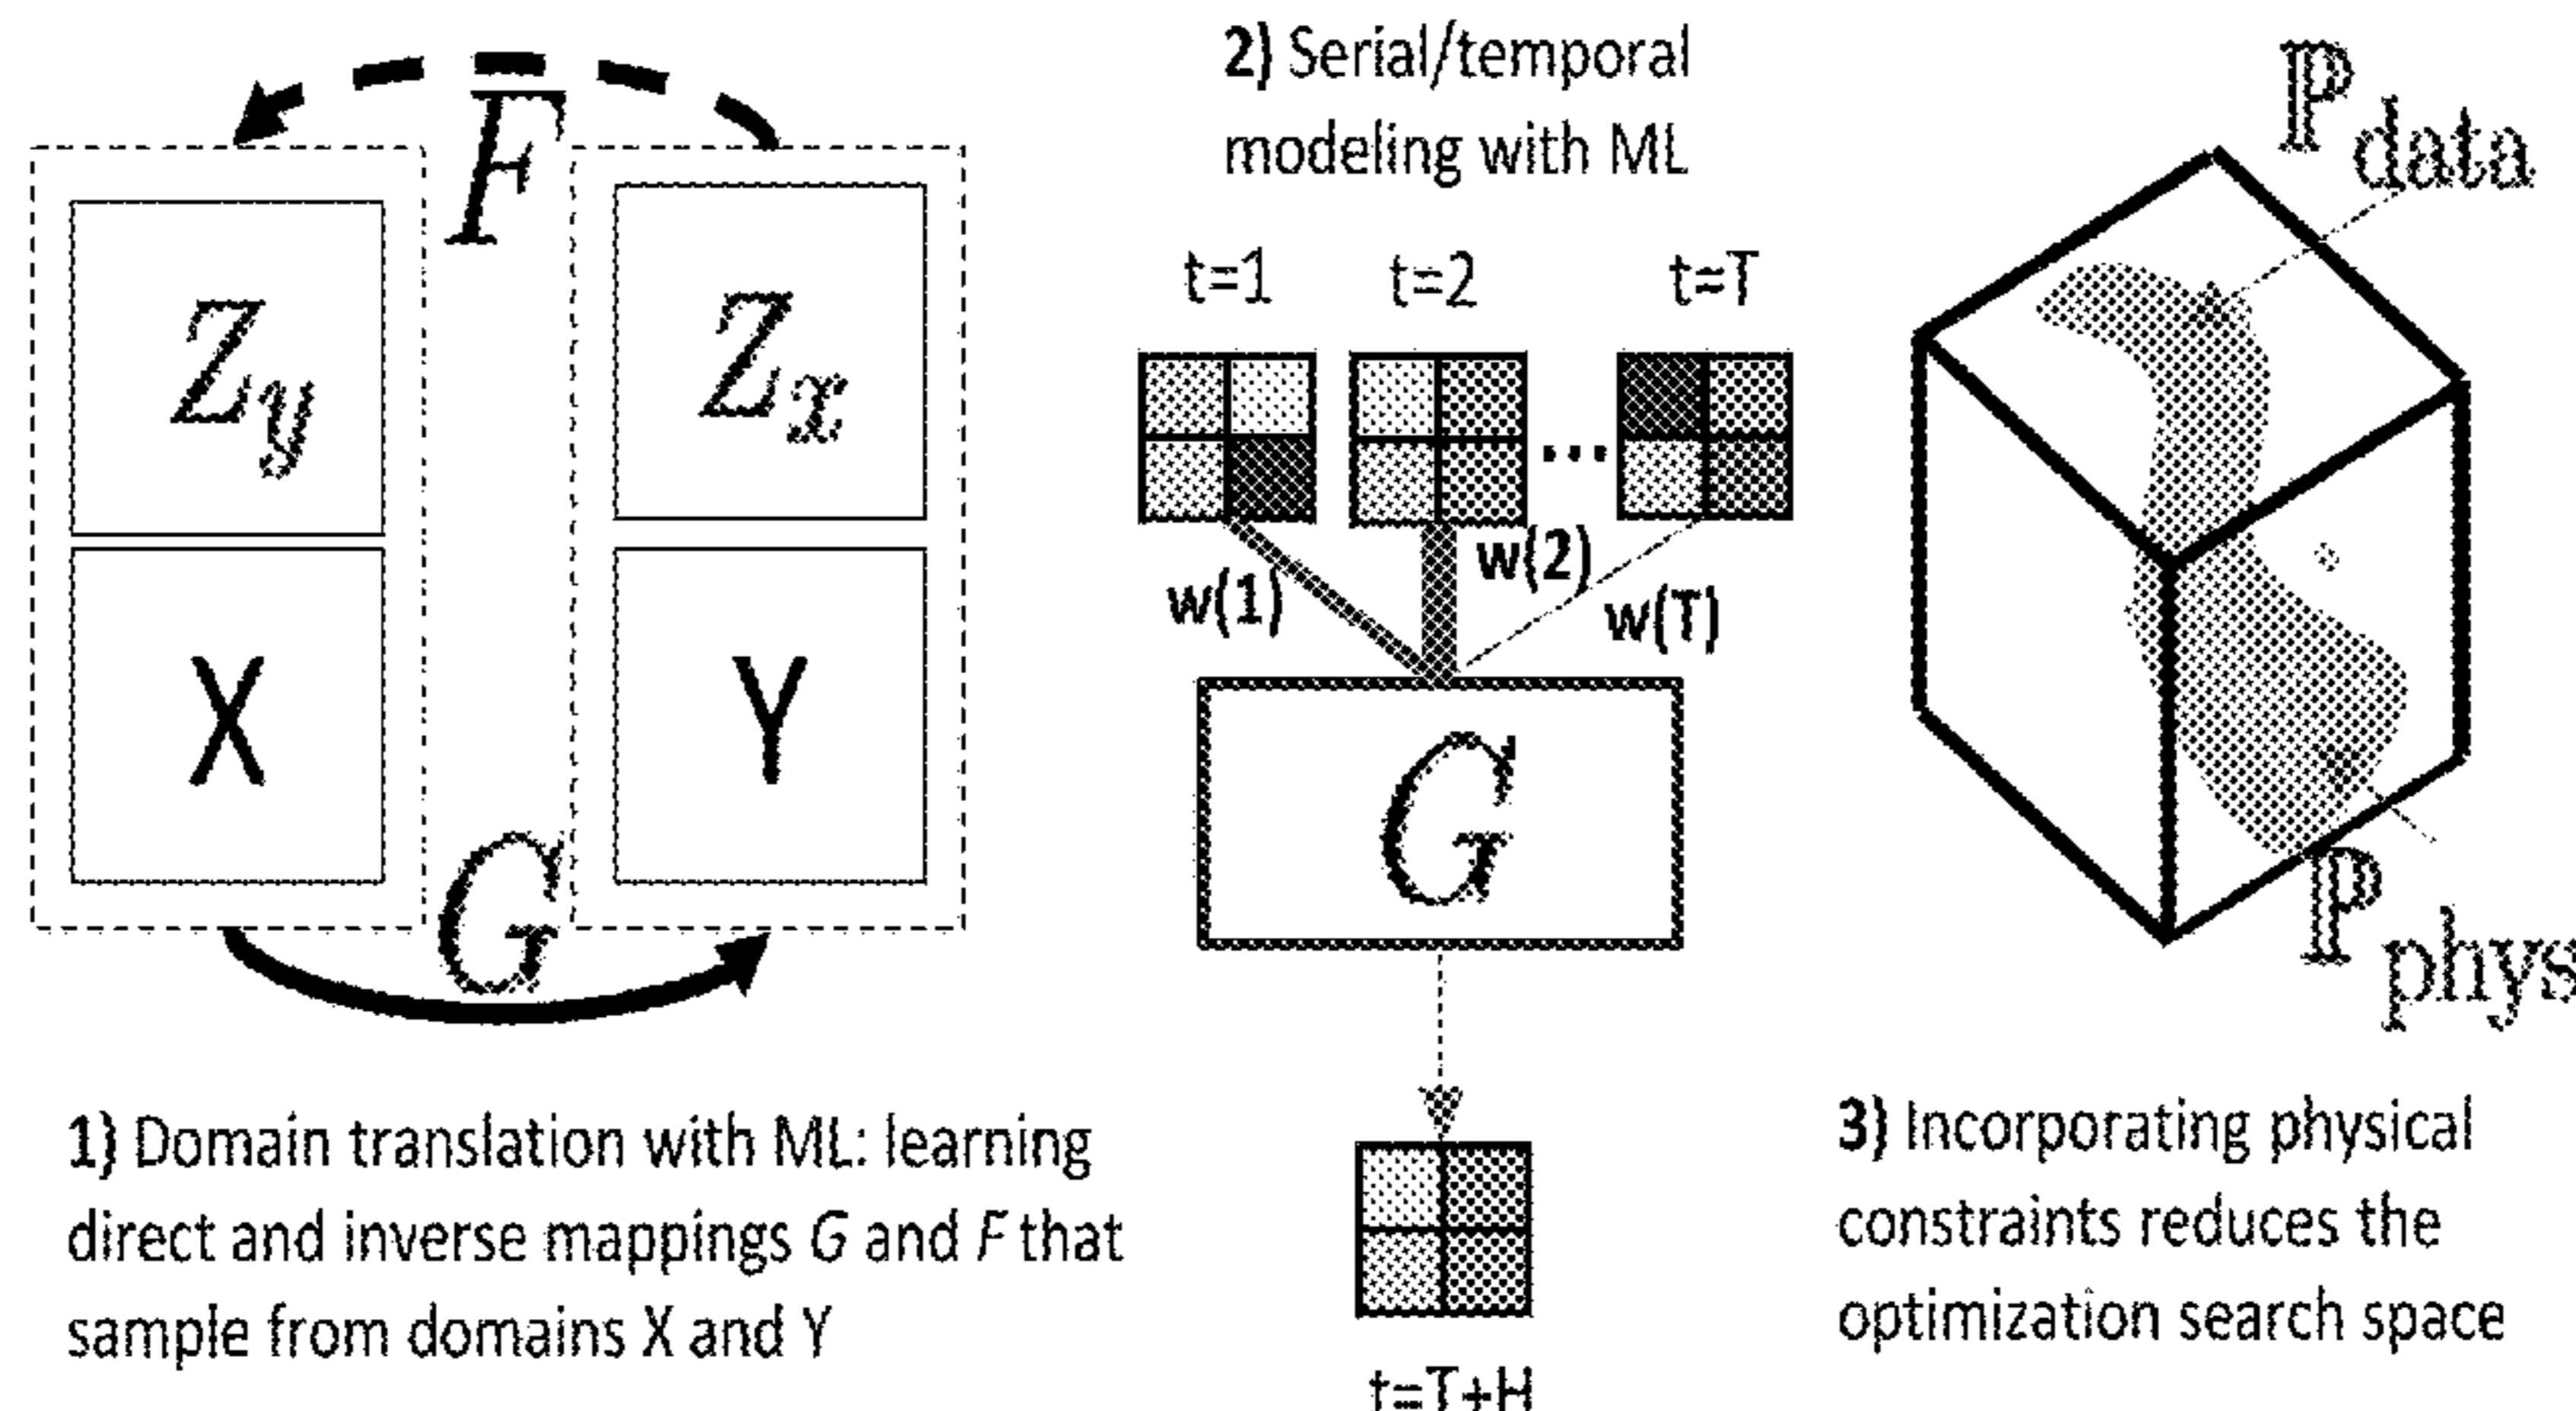 F
Z_y
Z_x
X
Y
G
1) Domain translation with ML: learning
direct and inverse mappings G and F that
sample from domains X and Y
2) Serial/temporal
modeling with ML
t=1
t=2
t=T
...
w(1)
w(2)
w(T)
G
t=T+H
ℙ_data
ℙ_phys
3) Incorporating physical
constraints reduces the
optimization search space